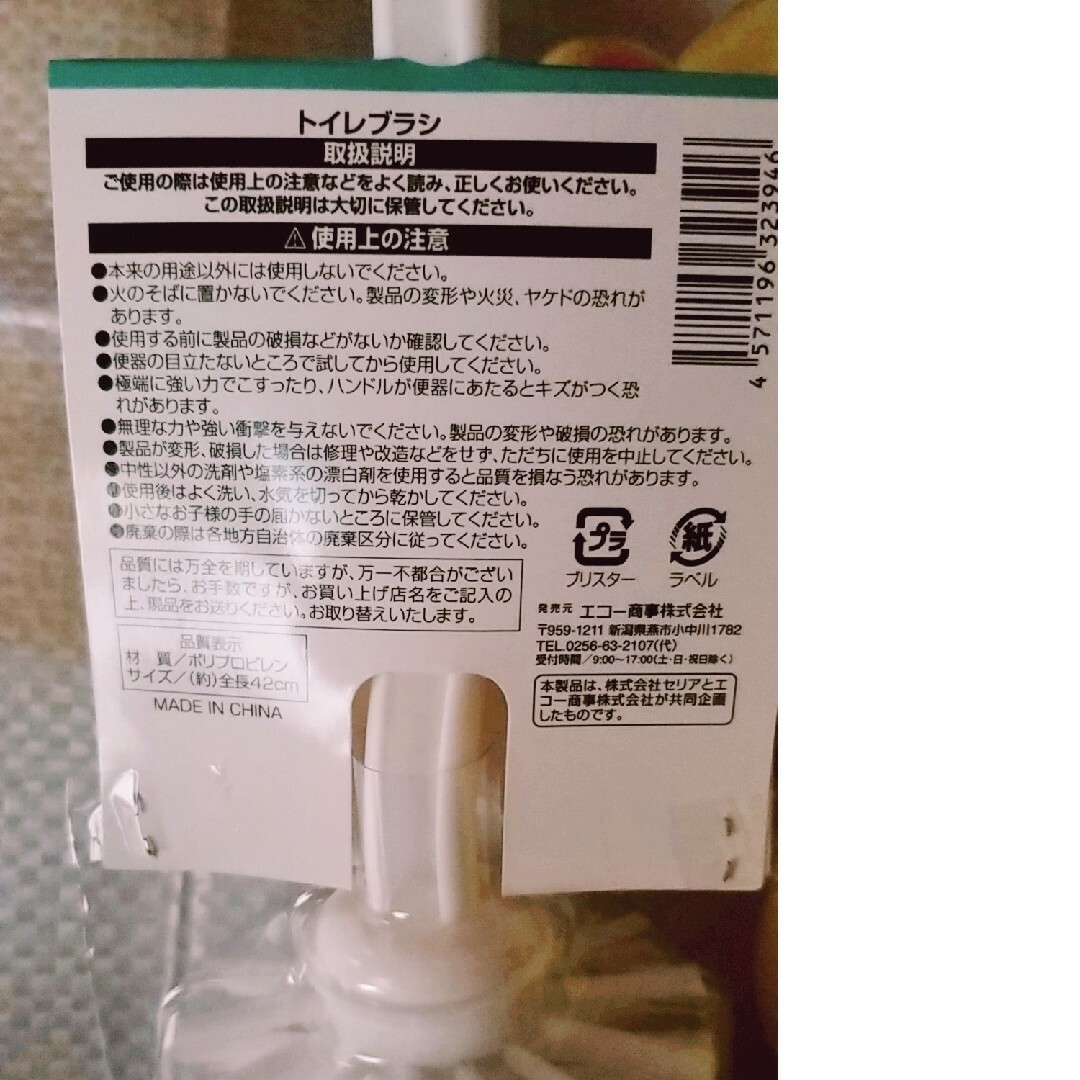 トイレブラシ
取扱説明
ご使用の際は使用上の注意などをよく読み、正しくお使いください。
この取扱説明は大切に保管してください。
⚠使用上の注意
●本来の用途以外には使用しないでください。
●火のそばに置かないでください。製品の変形や火災、ヤケドの恐れが
あります。
●使用する前に製品の破損などがないか確認してください。
●便器の目立たないところで試してから使用してください。
●極端に強い力でこすったり、ハンドルが便器にあたるとキズがつく恐
れがあります。
●無理な力や強い衝撃を与えないでください。製品の変形や破損の恐れがあります。
●製品が変形、破損した場合は修理や改造などをせず、ただちに使用を中止してください。
●中性以外の洗剤や塩素系の漂白剤を使用すると品質を損なう恐れがあります。
●使用後はよく洗い、水気を切ってから乾かしてください。
●小さなお子様の手の届かないところに保管してください。
●廃棄の際は各地方自治体の廃棄区分に従ってください。
品質には万全を期していますが、万一不都合がござい
ましたら、お手数ですが、お買い上げ店名をご記入の
上、現品をお送りください。お取り替えいたします。
品質表示
材 質/ポリプロピレン
サイズ/(約)全長42cm
MADE IN CHINA
プラ
ブリスター
紙
ラベル
発売元 エコー商事株式会社
〒959-1211 新潟県燕市小中川1782
TEL.0256-63-2107(代)
受付時間/9:00〜17:00(土・日・祝日除く)
本製品は、株式会社セリアとエ
コー商事株式会社が共同企画
したものです。
4 571196 323946